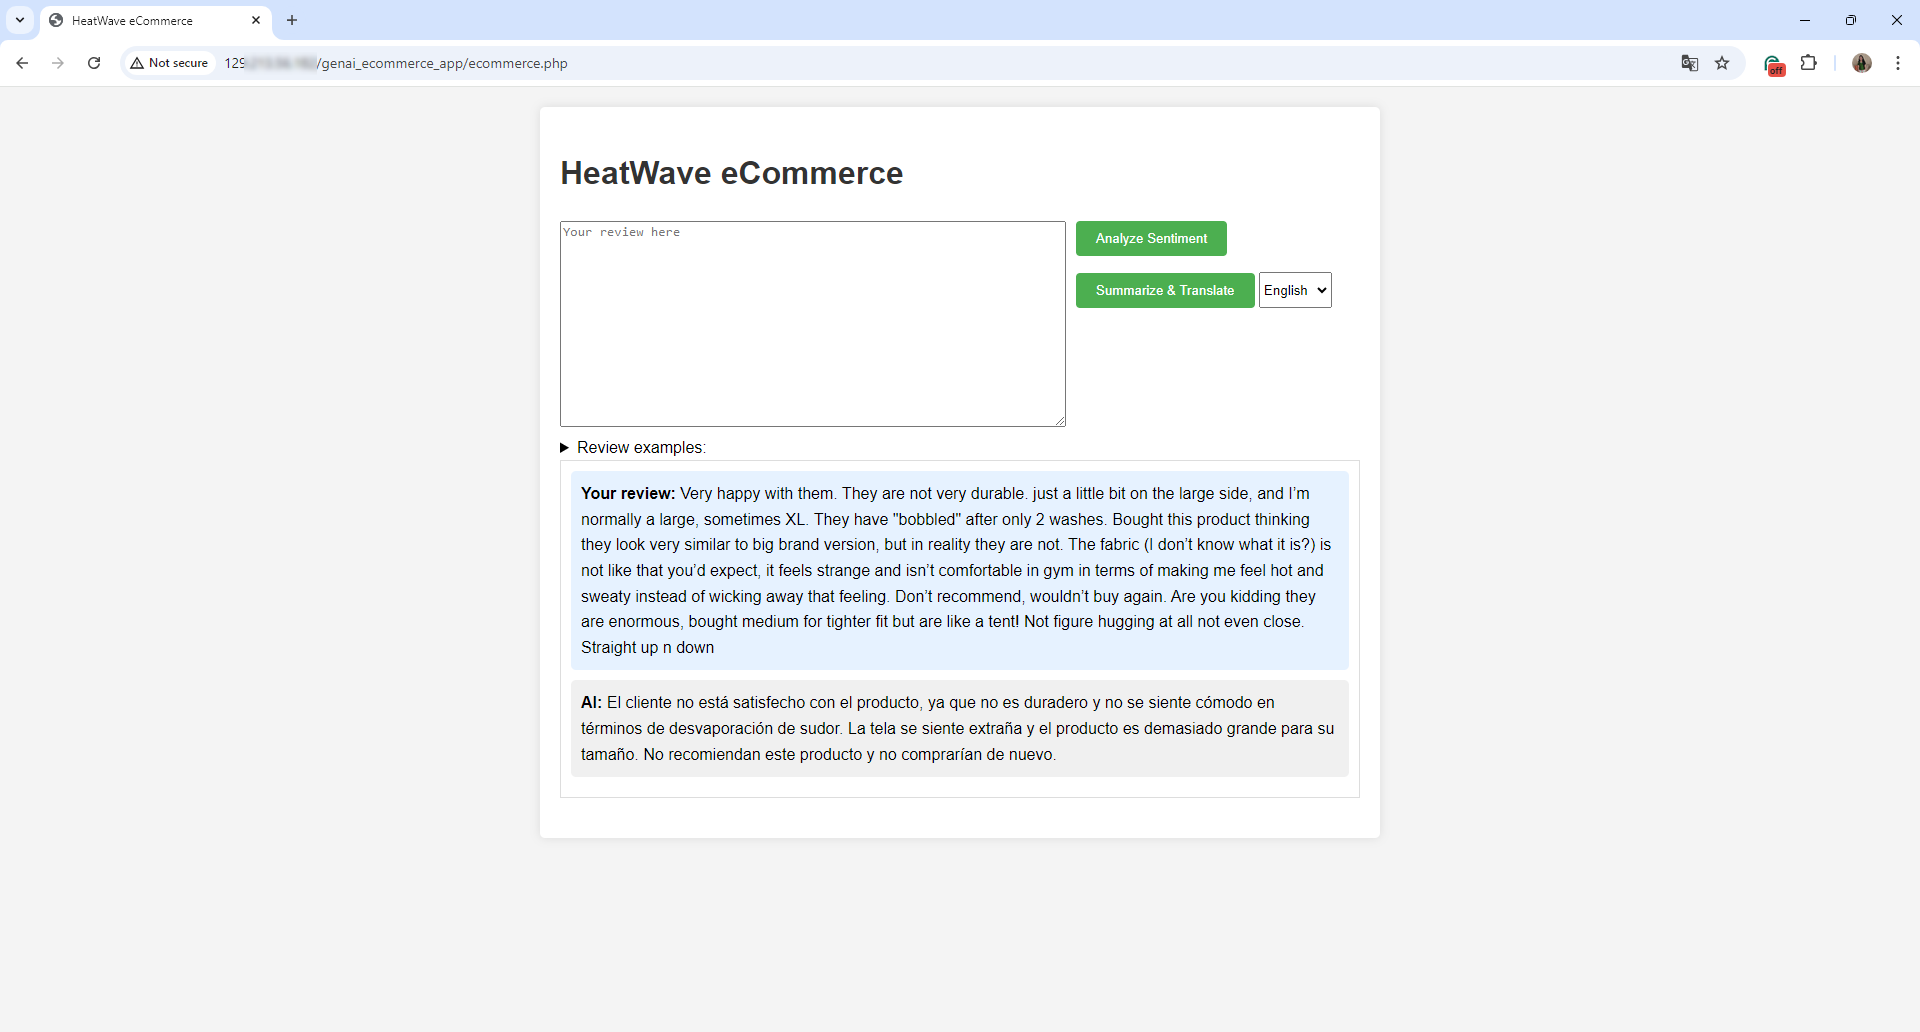 HeatWave eCommerce
Not secure
129
/genai_ecommerce_app/ecommerce.php
off
HeatWave eCommerce
Your review here
Analyze Sentiment
Summarize & Translate
English
Review examples:
Your review: Very happy with them. They are not very durable. just a little bit on the large side, and I’m
normally a large, sometimes XL. They have "bobbled" after only 2 washes. Bought this product thinking
they look very similar to big brand version, but in reality they are not. The fabric (I don’t know what it is?) is
not like that you’d expect, it feels strange and isn’t comfortable in gym in terms of making me feel hot and
sweaty instead of wicking away that feeling. Don’t recommend, wouldn’t buy again. Are you kidding they
are enormous, bought medium for tighter fit but are like a tent! Not figure hugging at all not even close.
Straight up n down
AI: El cliente no está satisfecho con el producto, ya que no es duradero y no se siente cómodo en
términos de desvaporación de sudor. La tela se siente extraña y el producto es demasiado grande para su
tamaño. No recomiendan este producto y no comprarían de nuevo.